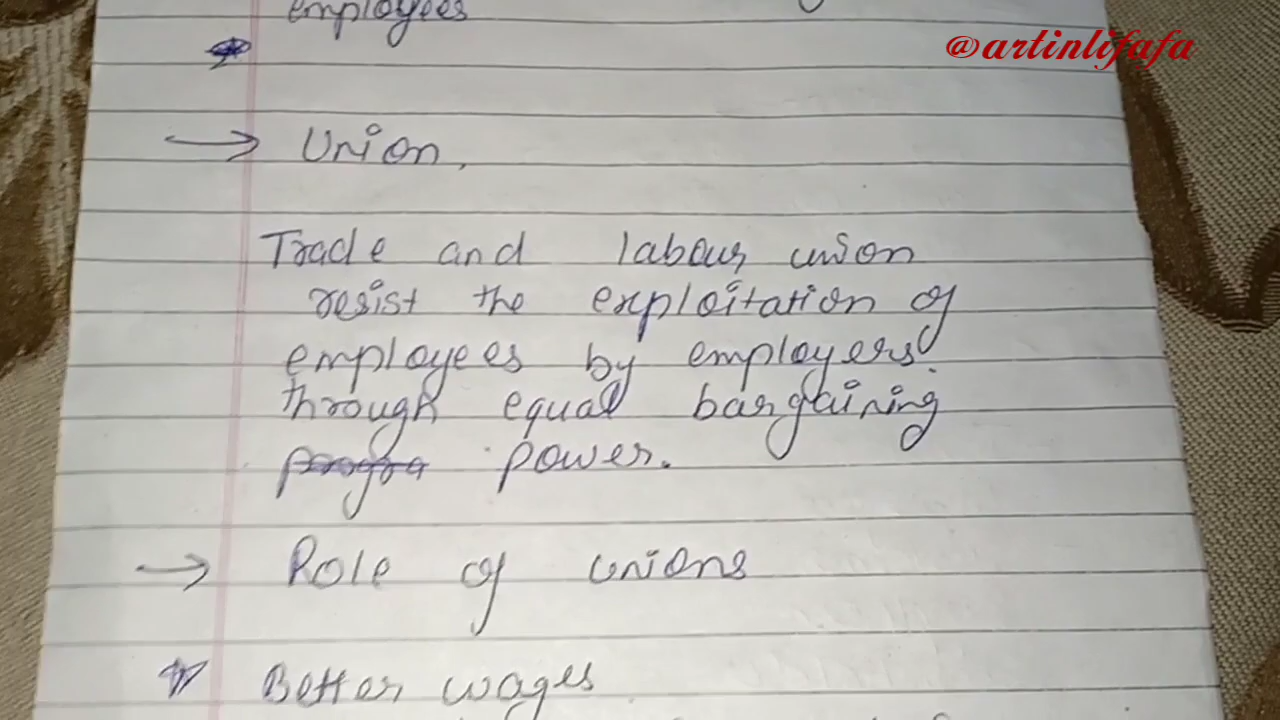 employees
@artinlifafa
→ Union.
Trade and labour union
resist the exploitation of
employees by employers.
through equal bargaining
power.
→ Role of unions
Better wages